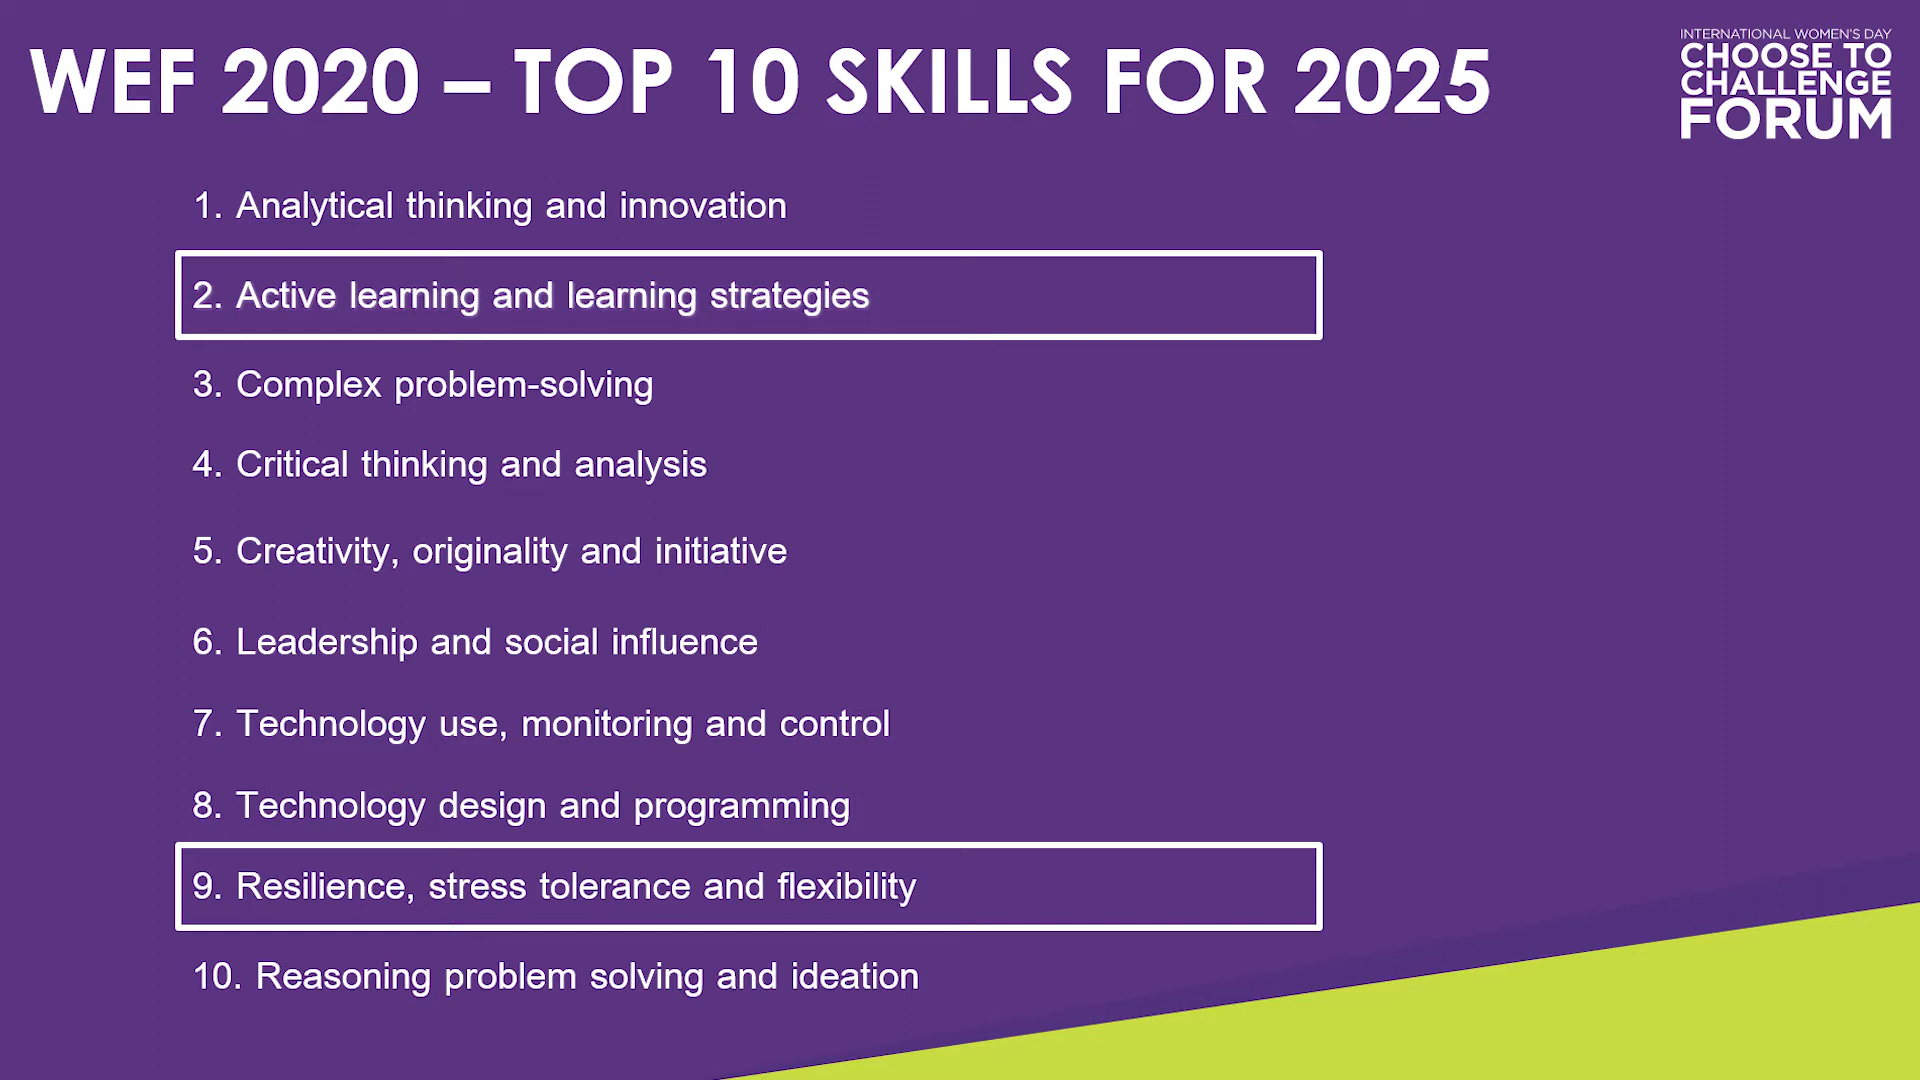 WEF 2020 – TOP 10 SKILLS FOR 2025
INTERNATIONAL WOMEN'S DAY
CHOOSE TO
CHALLENGE
FORUM
1. Analytical thinking and innovation
2. Active learning and learning strategies
3. Complex problem-solving
4. Critical thinking and analysis
5. Creativity, originality and initiative
6. Leadership and social influence
7. Technology use, monitoring and control
8. Technology design and programming
9. Resilience, stress tolerance and flexibility
10. Reasoning problem solving and ideation